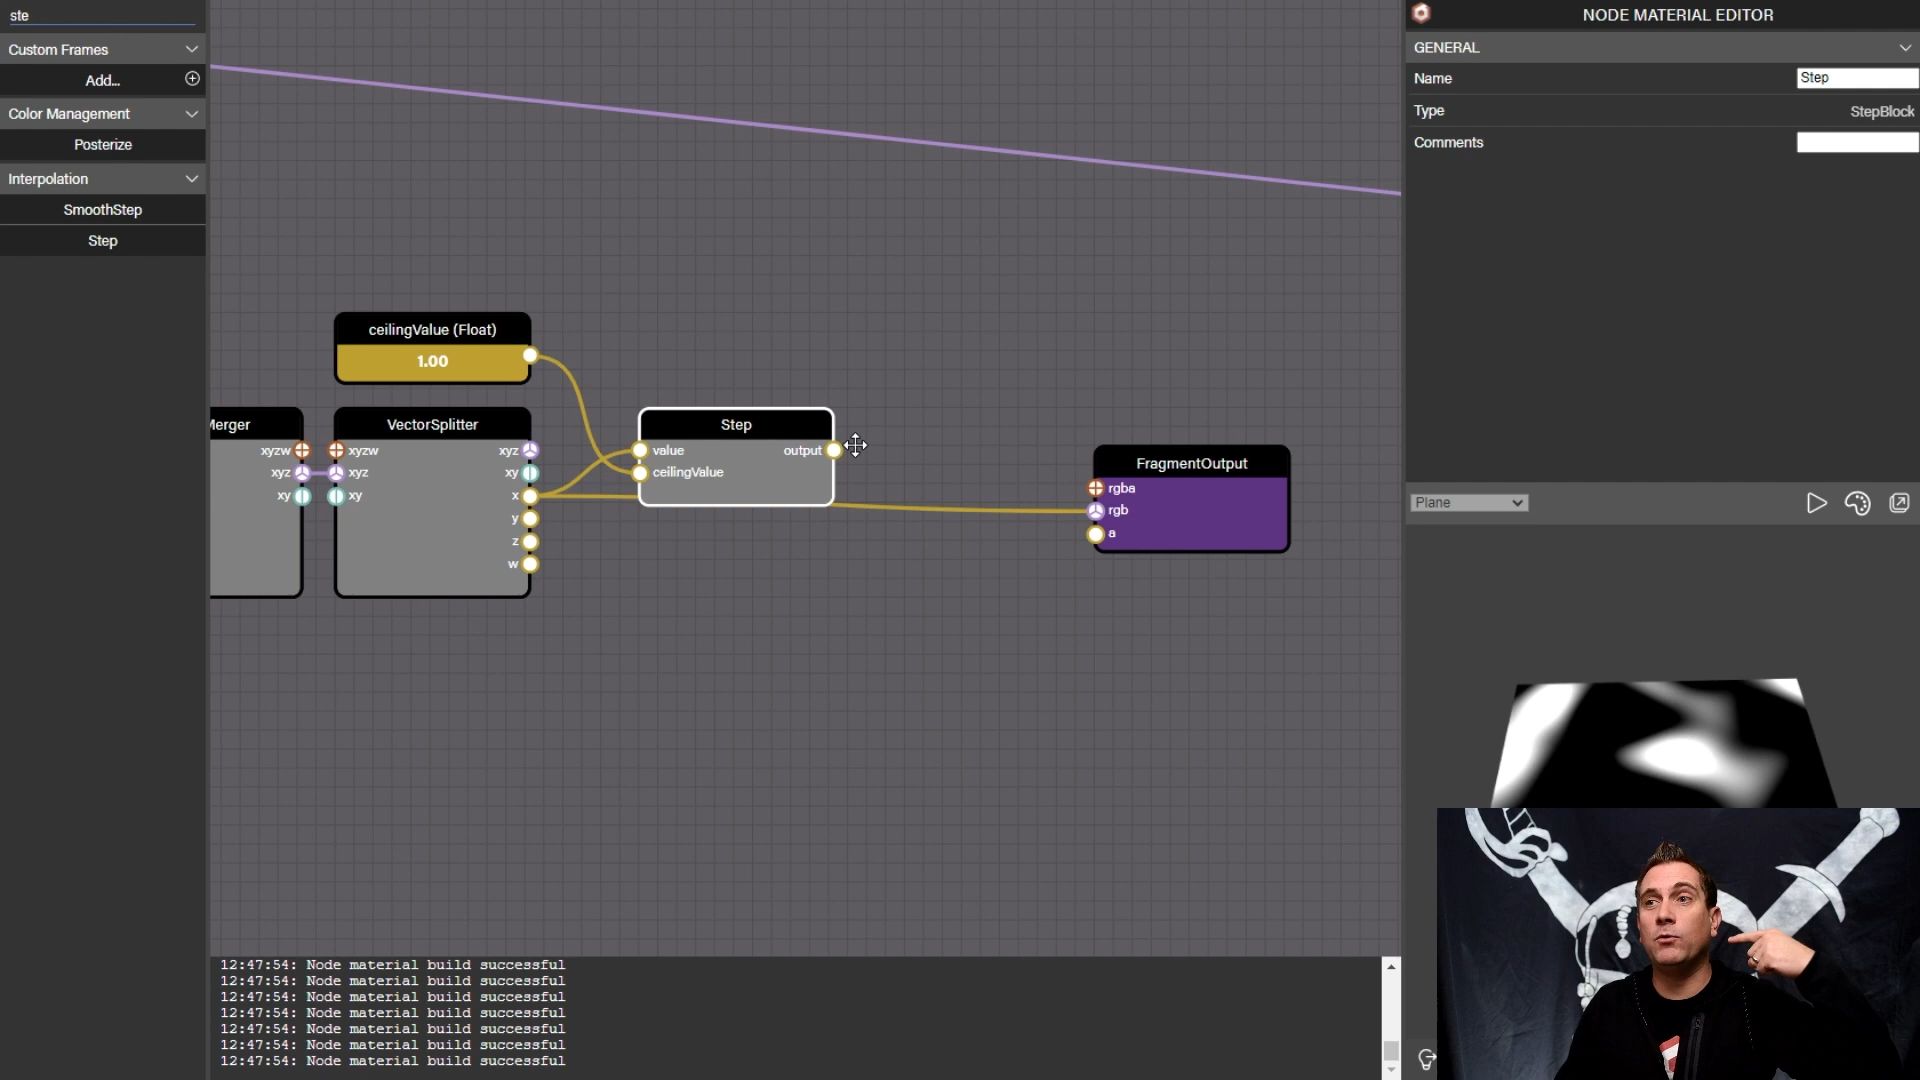 ste
Custom Frames
Add...
Color Management
Posterize
Interpolation
SmoothStep
Step
ceilingValue (Float)
1.00
Merger
xyzw
xyz
xy
VectorSplitter
xyzw xyz
xyz xy
xy x
y
z
w
Step
value output
ceilingValue
FragmentOutput
rgba
rgb
a
12:47:54: Node material build successful
12:47:54: Node material build successful
12:47:54: Node material build successful
12:47:54: Node material build successful
12:47:54: Node material build successful
12:47:54: Node material build successful
12:47:54: Node material build successful
NODE MATERIAL EDITOR
GENERAL
Name Step
Type StepBlock
Comments
Plane